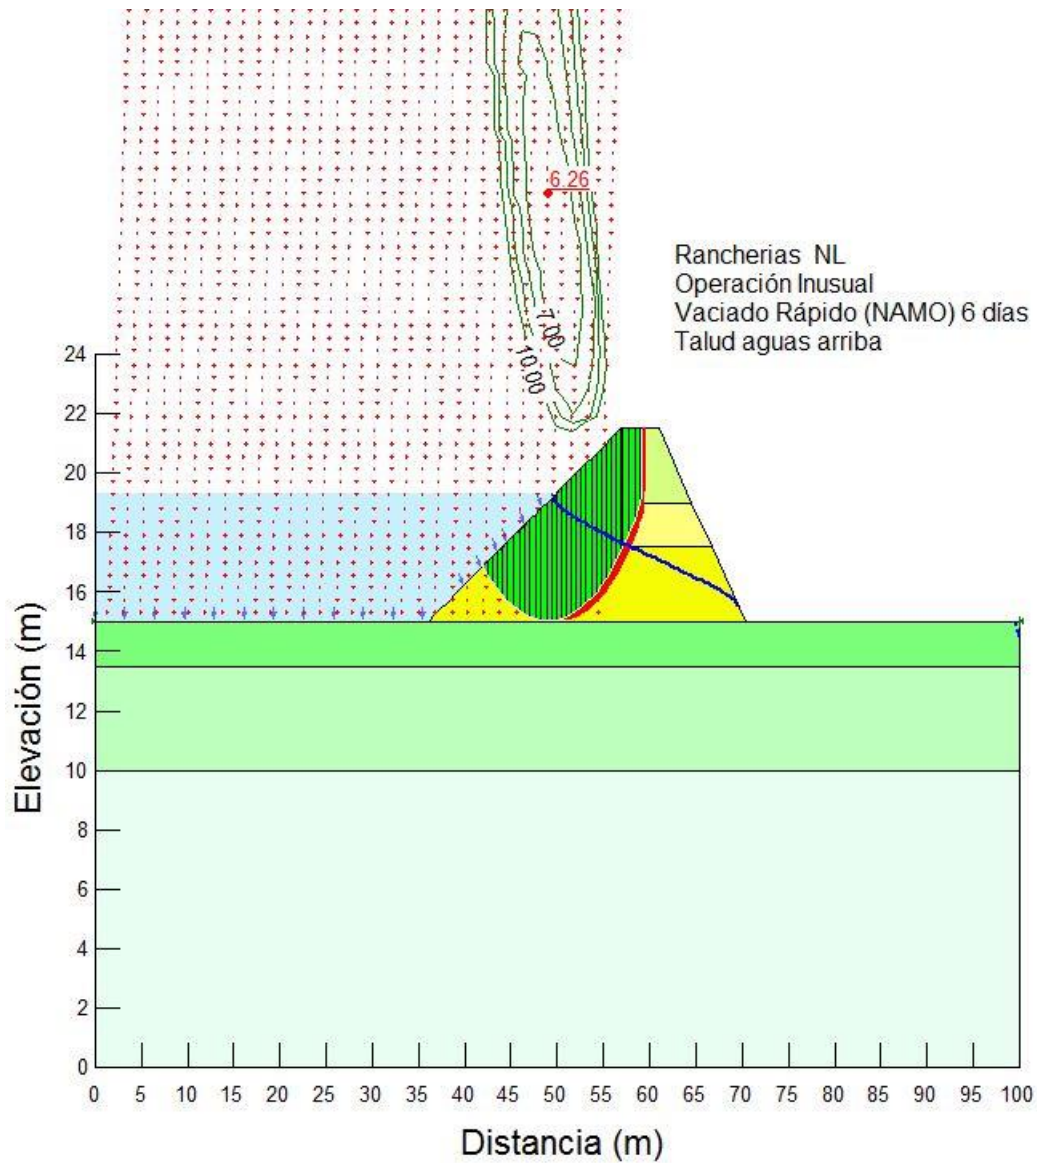 6.26
Rancherias NL
Operación Inusual
Vaciado Rápido (NAMO) 6 días
Talud aguas arriba
7.00
10.00
24
22
20
18
16
14
12
10
8
6
4
2
0
Elevación (m)
0 5 10 15 20 25 30 35 40 45 50 55 60 65 70 75 80 85 90 95 100
Distancia (m)